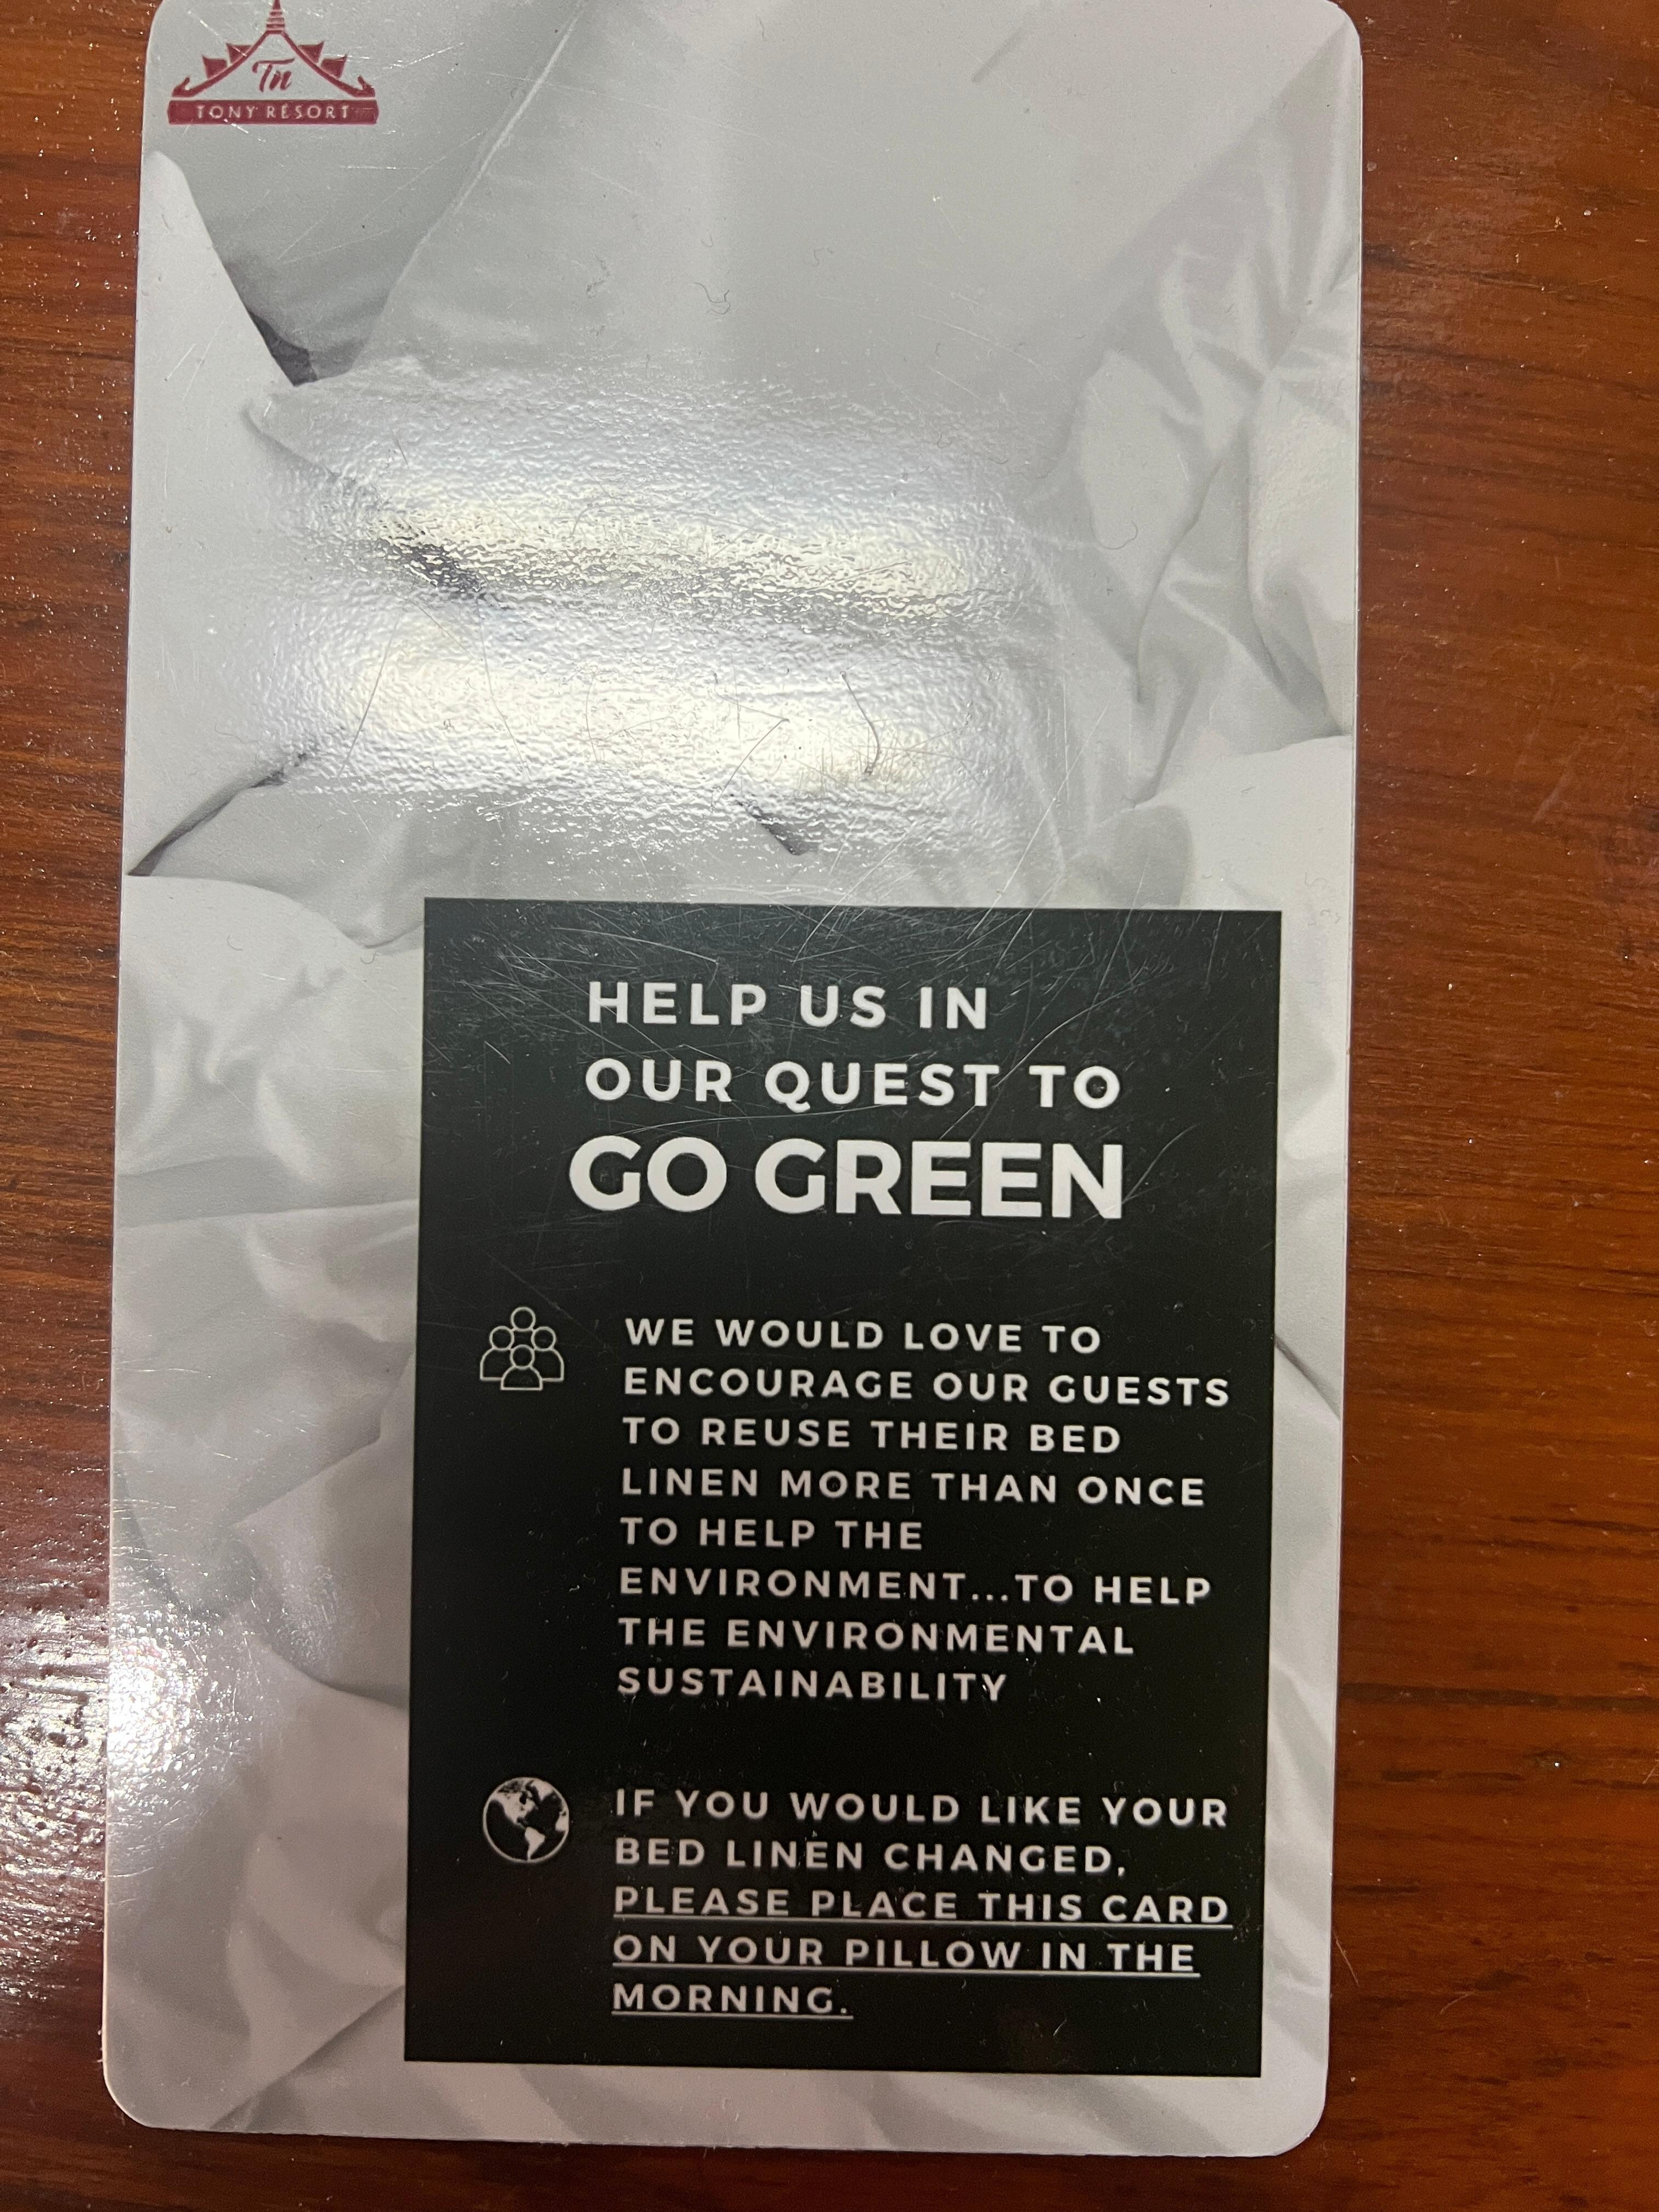 Tn
TONY RESORT
HELP US IN
OUR QUEST TO
GO GREEN
WE WOULD LOVE TO
ENCOURAGE OUR GUESTS
TO REUSE THEIR BED
LINEN MORE THAN ONCE
TO HELP THE
ENVIRONMENT...TO HELP
THE ENVIRONMENTAL
SUSTAINABILITY
IF YOU WOULD LIKE YOUR
BED LINEN CHANGED,
PLEASE PLACE THIS CARD
ON YOUR PILLOW IN THE
MORNING.